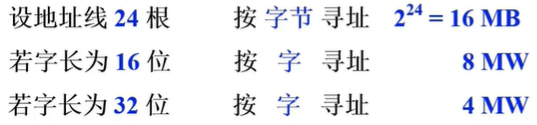 设地址线 24 根 按 字节 寻址 2²⁴ = 16 MB
若字长为 16 位 按 字 寻址 8 MW
若字长为 32 位 按 字 寻址 4 MW